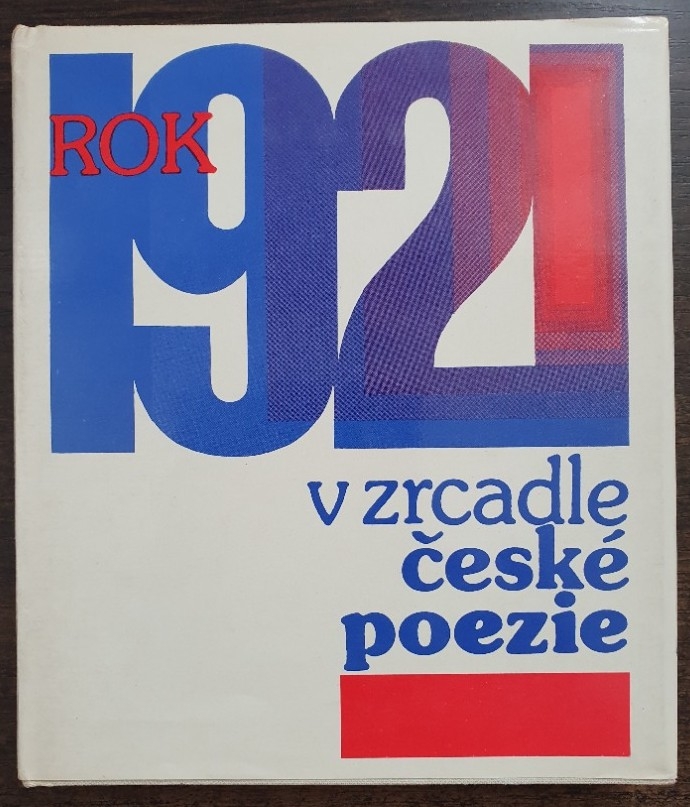 ROK
1921
v zrcadle
české
poezie